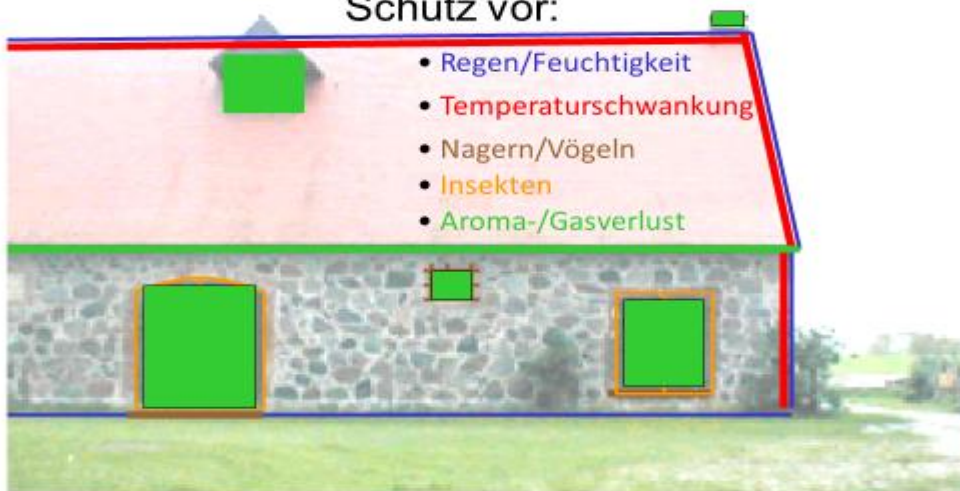 Schutz vor:
• Regen/Feuchtigkeit
• Temperaturschwankung
• Nagern/Vögeln
• Insekten
• Aroma-/Gasverlust